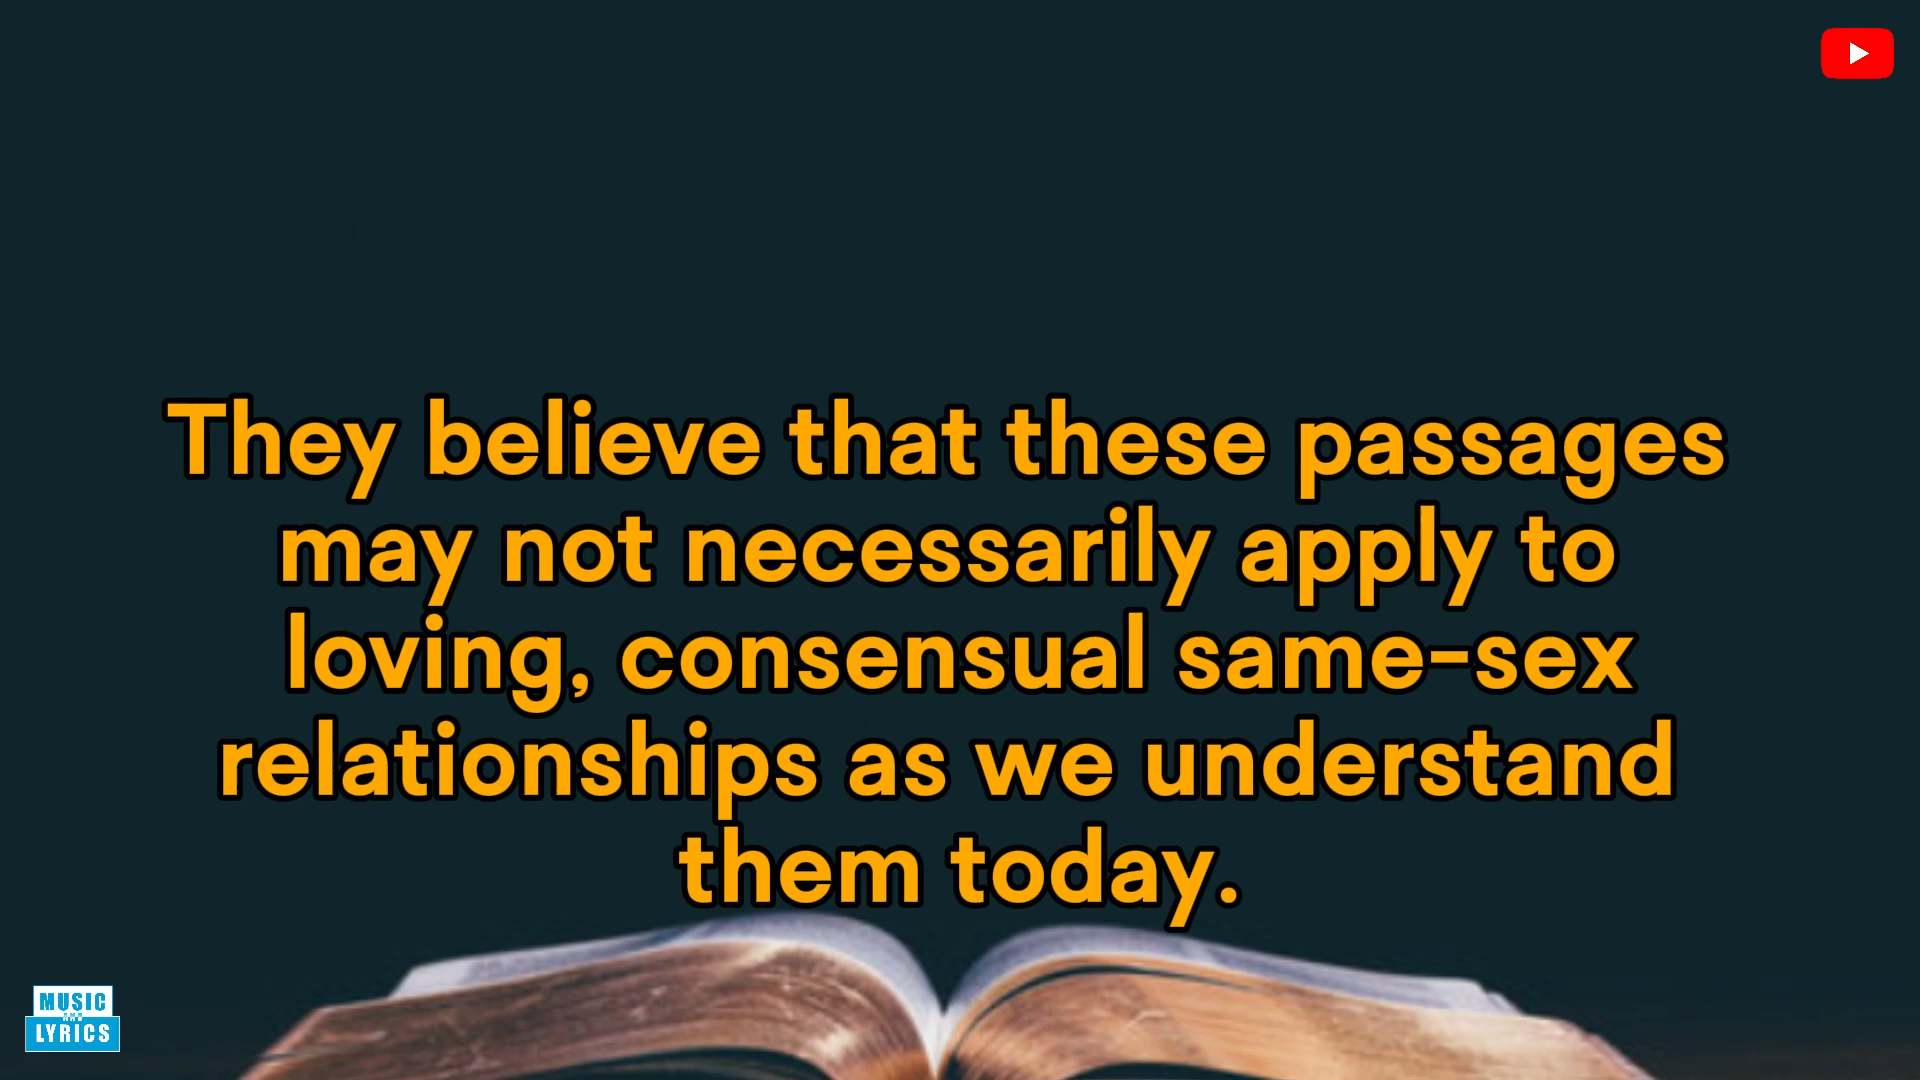 They believe that these passages
may not necessarily apply to
loving, consensual same-sex
relationships as we understand
them today.
MUSIC
AND
LYRICS